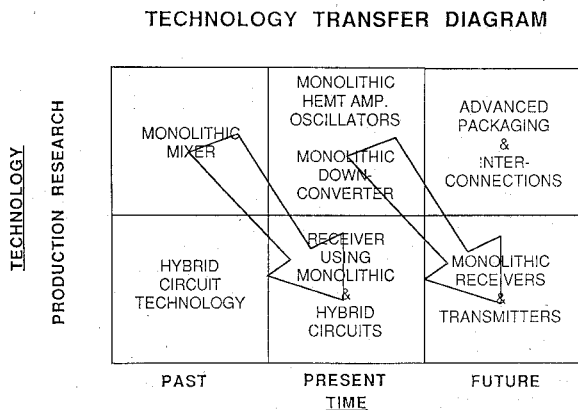 TECHNOLOGY TRANSFER DIAGRAM
TECHNOLOGY
PRODUCTION RESEARCH
MONOLITHIC
MIXER
MONOLITHIC
HEMT AMP.
OSCILLATORS
MONOLITHIC
DOWN-
CONVERTER
ADVANCED
PACKAGING
&
INTER-
CONNECTIONS
HYBRID
CIRCUIT
TECHNOLOGY
RECEIVER
USING
MONOLITHIC
&
HYBRID
CIRCUITS
MONOLITHIC
RECEIVERS
&
TRANSMITTERS
PAST
PRESENT
FUTURE
TIME